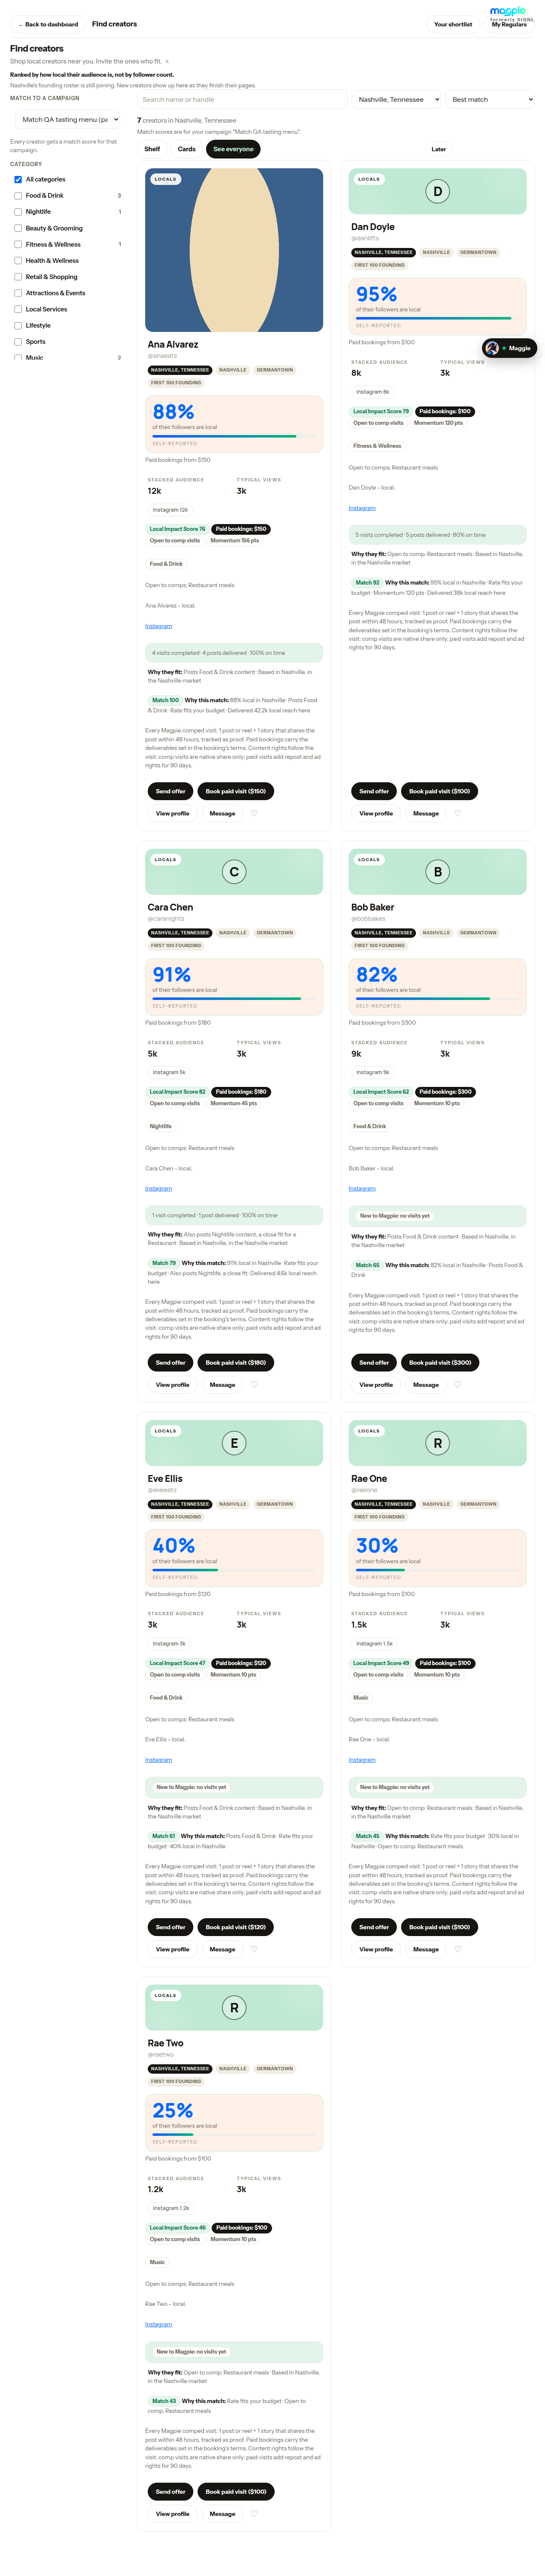 ← Back to dashboard
Find creators
Your shortlist
My Regulars
magpie
formerly SIGNL
Find creators
Shop local creators near you. Invite the ones who fit. ×
Ranked by how local their audience is, not by follower count.
Nashville's founding roster is still joining. New creators show up here as they finish their pages.
MATCH TO A CAMPAIGN
Match QA tasting menu (pa
Every creator gets a match score for that
campaign.
CATEGORY
All categories
Food & Drink 3
Nightlife 1
Beauty & Grooming
Fitness & Wellness 1
Health & Wellness
Retail & Shopping
Attractions & Events
Local Services
Lifestyle
Sports
Music 2
Search name or handle
Nashville, Tennessee
Best match
7 creators in Nashville, Tennessee
Match scores are for your campaign "Match QA tasting menu".
Shelf
Cards
See everyone
Later
LOCALS
Ana Alvarez
@anaeats
NASHVILLE, TENNESSEE NASHVILLE GERMANTOWN
FIRST 100 FOUNDING
88%
of their followers are local
SELF-REPORTED
Paid bookings from $150
STACKED AUDIENCE TYPICAL VIEWS
12k 3k
Instagram 12k
Local Impact Score 76 Paid bookings: $150
Open to comp visits Momentum 156 pts
Food & Drink
Open to comps: Restaurant meals
Ana Alvarez – local.
Instagram
4 visits completed · 4 posts delivered · 100% on time
Why they fit: Posts Food & Drink content · Based in Nashville, in
the Nashville market
Match 100 Why this match: 88% local in Nashville · Posts Food
& Drink · Rate fits your budget · Delivered 42.2k local reach here
Every Magpie comped visit: 1 post or reel + 1 story that shares the
post within 48 hours, tracked as proof. Paid bookings carry the
deliverables set in the booking's terms. Content rights follow the
visit: comp visits are native share only; paid visits add repost and ad
rights for 90 days.
Send offer Book paid visit ($150)
View profile Message ♡
LOCALS
D
Dan Doyle
@danlifts
NASHVILLE, TENNESSEE NASHVILLE GERMANTOWN
FIRST 100 FOUNDING
95%
of their followers are local
SELF-REPORTED
Maggie
Paid bookings from $100
STACKED AUDIENCE TYPICAL VIEWS
8k 3k
Instagram 8k
Local Impact Score 79 Paid bookings: $100
Open to comp visits Momentum 120 pts
Fitness & Wellness
Open to comps: Restaurant meals
Dan Doyle – local.
Instagram
5 visits completed · 5 posts delivered · 80% on time
Why they fit: Open to comp: Restaurant meals · Based in Nashville,
in the Nashville market
Match 92 Why this match: 95% local in Nashville · Rate fits your
budget · Momentum 120 pts · Delivered 38k local reach here
Every Magpie comped visit: 1 post or reel + 1 story that shares the
post within 48 hours, tracked as proof. Paid bookings carry the
deliverables set in the booking's terms. Content rights follow the
visit: comp visits are native share only; paid visits add repost and ad
rights for 90 days.
Send offer Book paid visit ($100)
View profile Message ♡
LOCALS
C
Cara Chen
@caranights
NASHVILLE, TENNESSEE NASHVILLE GERMANTOWN
FIRST 100 FOUNDING
91%
of their followers are local
SELF-REPORTED
Paid bookings from $180
STACKED AUDIENCE TYPICAL VIEWS
5k 3k
Instagram 5k
Local Impact Score 82 Paid bookings: $180
Open to comp visits Momentum 45 pts
Nightlife
Open to comps: Restaurant meals
Cara Chen – local.
Instagram
1 visit completed · 1 post delivered · 100% on time
Why they fit: Also posts Nightlife content, a close fit for a
Restaurant · Based in Nashville, in the Nashville market
Match 79 Why this match: 91% local in Nashville · Rate fits your
budget · Also posts Nightlife, a close fit · Delivered 4.6k local reach
here
Every Magpie comped visit: 1 post or reel + 1 story that shares the
post within 48 hours, tracked as proof. Paid bookings carry the
deliverables set in the booking's terms. Content rights follow the
visit: comp visits are native share only; paid visits add repost and ad
rights for 90 days.
Send offer Book paid visit ($180)
View profile Message ♡
LOCALS
B
Bob Baker
@bobbakes
NASHVILLE, TENNESSEE NASHVILLE GERMANTOWN
FIRST 100 FOUNDING
82%
of their followers are local
SELF-REPORTED
Paid bookings from $300
STACKED AUDIENCE TYPICAL VIEWS
9k 3k
Instagram 9k
Local Impact Score 62 Paid bookings: $300
Open to comp visits Momentum 10 pts
Food & Drink
Open to comps: Restaurant meals
Bob Baker – local.
Instagram
New to Magpie: no visits yet
Why they fit: Posts Food & Drink content · Based in Nashville, in
the Nashville market
Match 65 Why this match: 82% local in Nashville · Posts Food &
Drink
Every Magpie comped visit: 1 post or reel + 1 story that shares the
post within 48 hours, tracked as proof. Paid bookings carry the
deliverables set in the booking's terms. Content rights follow the
visit: comp visits are native share only; paid visits add repost and ad
rights for 90 days.
Send offer Book paid visit ($300)
View profile Message ♡
LOCALS
E
Eve Ellis
@eveeats
NASHVILLE, TENNESSEE NASHVILLE GERMANTOWN
FIRST 100 FOUNDING
40%
of their followers are local
SELF-REPORTED
Paid bookings from $120
STACKED AUDIENCE TYPICAL VIEWS
3k 3k
Instagram 3k
Local Impact Score 47 Paid bookings: $120
Open to comp visits Momentum 10 pts
Food & Drink
Open to comps: Restaurant meals
Eve Ellis – local.
Instagram
New to Magpie: no visits yet
Why they fit: Posts Food & Drink content · Based in Nashville, in
the Nashville market
Match 61 Why this match: Posts Food & Drink · Rate fits your
budget · 40% local in Nashville
Every Magpie comped visit: 1 post or reel + 1 story that shares the
post within 48 hours, tracked as proof. Paid bookings carry the
deliverables set in the booking's terms. Content rights follow the
visit: comp visits are native share only; paid visits add repost and ad
rights for 90 days.
Send offer Book paid visit ($120)
View profile Message ♡
LOCALS
R
Rae One
@raeone
NASHVILLE, TENNESSEE NASHVILLE GERMANTOWN
FIRST 100 FOUNDING
30%
of their followers are local
SELF-REPORTED
Paid bookings from $100
STACKED AUDIENCE TYPICAL VIEWS
1.5k 3k
Instagram 1.5k
Local Impact Score 49 Paid bookings: $100
Open to comp visits Momentum 10 pts
Music
Open to comps: Restaurant meals
Rae One – local.
Instagram
New to Magpie: no visits yet
Why they fit: Open to comp: Restaurant meals · Based in Nashville,
in the Nashville market
Match 45 Why this match: Rate fits your budget · 30% local in
Nashville · Open to comp: Restaurant meals
Every Magpie comped visit: 1 post or reel + 1 story that shares the
post within 48 hours, tracked as proof. Paid bookings carry the
deliverables set in the booking's terms. Content rights follow the
visit: comp visits are native share only; paid visits add repost and ad
rights for 90 days.
Send offer Book paid visit ($100)
View profile Message ♡
LOCALS
R
Rae Two
@raetwo
NASHVILLE, TENNESSEE NASHVILLE GERMANTOWN
FIRST 100 FOUNDING
25%
of their followers are local
SELF-REPORTED
Paid bookings from $100
STACKED AUDIENCE TYPICAL VIEWS
1.2k 3k
Instagram 1.2k
Local Impact Score 46 Paid bookings: $100
Open to comp visits Momentum 10 pts
Music
Open to comps: Restaurant meals
Rae Two – local.
Instagram
New to Magpie: no visits yet
Why they fit: Open to comp: Restaurant meals · Based in Nashville,
in the Nashville market
Match 43 Why this match: Rate fits your budget · Open to
comp: Restaurant meals
Every Magpie comped visit: 1 post or reel + 1 story that shares the
post within 48 hours, tracked as proof. Paid bookings carry the
deliverables set in the booking's terms. Content rights follow the
visit: comp visits are native share only; paid visits add repost and ad
rights for 90 days.
Send offer Book paid visit ($100)
View profile Message ♡